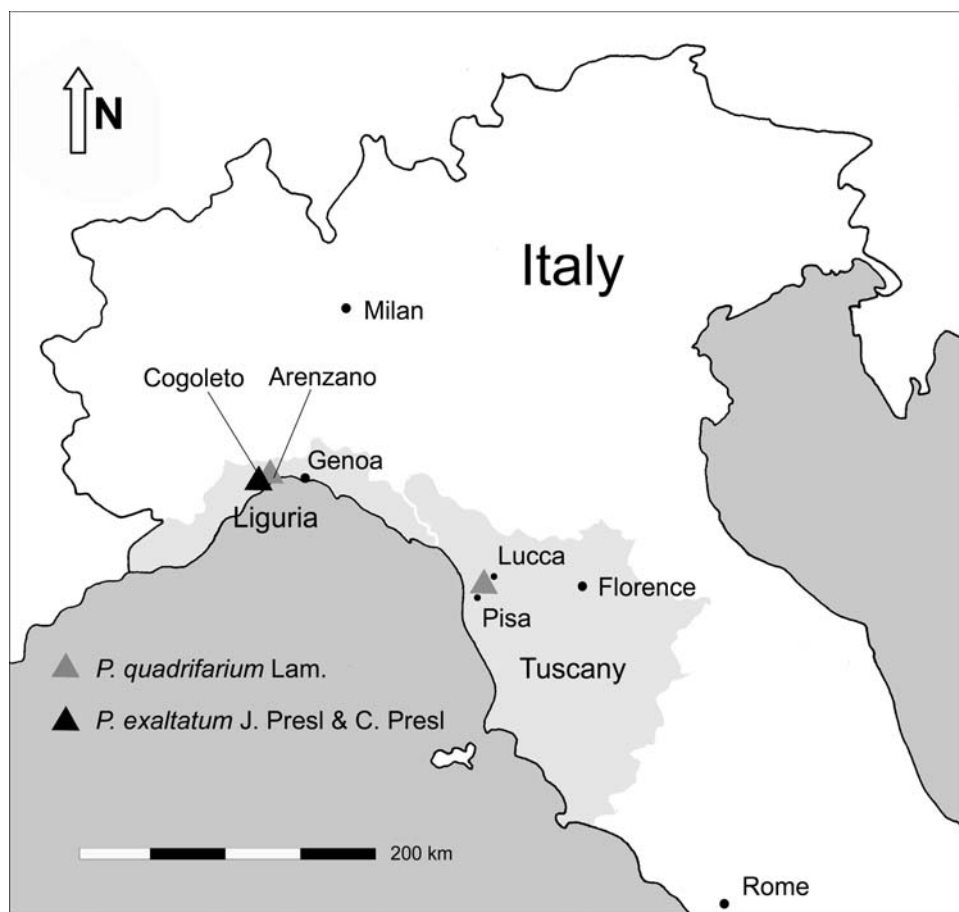 N
Italy
Milan
Cogoleto
Arenzano
Genoa
Liguria
Lucca
Florence
Pisa
Tuscany
P. quadrifarium Lam.
P. exaltatum J. Presl & C. Presl
200 km
Rome